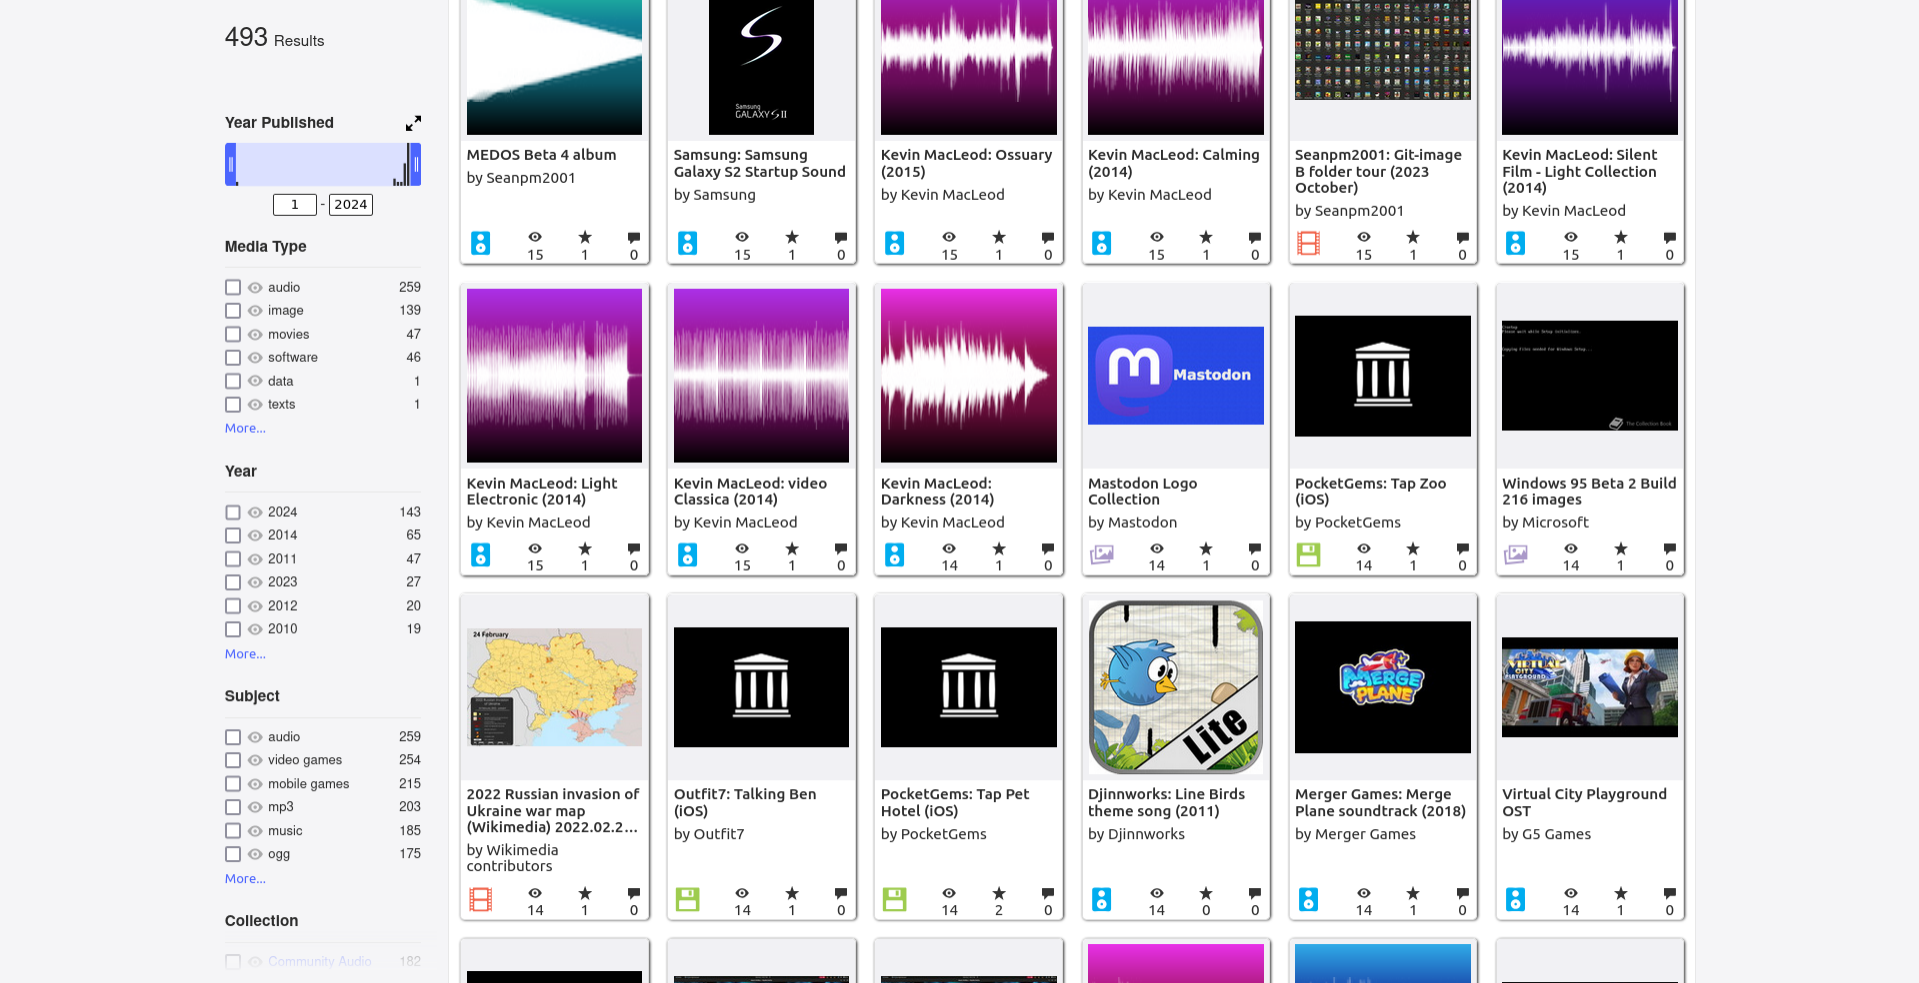 493 Results
Year Published
1 - 2024
Media Type
audio 259
image 139
movies 47
software 46
data 1
texts 1
More...
Year
2024 143
2014 65
2011 47
2023 27
2012 20
2010 19
More...
Subject
audio 259
video games 254
mobile games 215
mp3 203
music 185
ogg 175
More...
Collection
Community Audio 182
MEDOS Beta 4 album
by Seanpm2001
15 1 0
Samsung
GALAXY S II
Samsung: Samsung
Galaxy S2 Startup Sound
by Samsung
15 1 0
Kevin MacLeod: Ossuary
(2015)
by Kevin MacLeod
15 1 0
Kevin MacLeod: Calming
(2014)
by Kevin MacLeod
15 1 0
Seanpm2001: Git-image
B folder tour (2023
October)
by Seanpm2001
15 1 0
Kevin MacLeod: Silent
Film - Light Collection
(2014)
by Kevin MacLeod
15 1 0
Kevin MacLeod: Light
Electronic (2014)
by Kevin MacLeod
15 1 0
Kevin MacLeod: video
Classica (2014)
by Kevin MacLeod
15 1 0
Kevin MacLeod:
Darkness (2014)
by Kevin MacLeod
14 1 0
Mastodon
Mastodon Logo
Collection
by Mastodon
14 1 0
PocketGems: Tap Zoo
(iOS)
by PocketGems
14 1 0
The Collection Book
Windows 95 Beta 2 Build
216 images
by Microsoft
14 1 0
24 February
2022 Russian invasion of
Ukraine war map
(Wikimedia) 2022.02.2...
by Wikimedia
contributors
14 1 0
Outfit7: Talking Ben
(iOS)
by Outfit7
14 1 0
PocketGems: Tap Pet
Hotel (iOS)
by PocketGems
14 2 0
Lite
Djinnworks: Line Birds
theme song (2011)
by Djinnworks
14 0 0
MERGE
PLANE
Merger Games: Merge
Plane soundtrack (2018)
by Merger Games
14 1 0
VIRTUAL
CITY
PLAYGROUND
Virtual City Playground
OST
by G5 Games
14 1 0